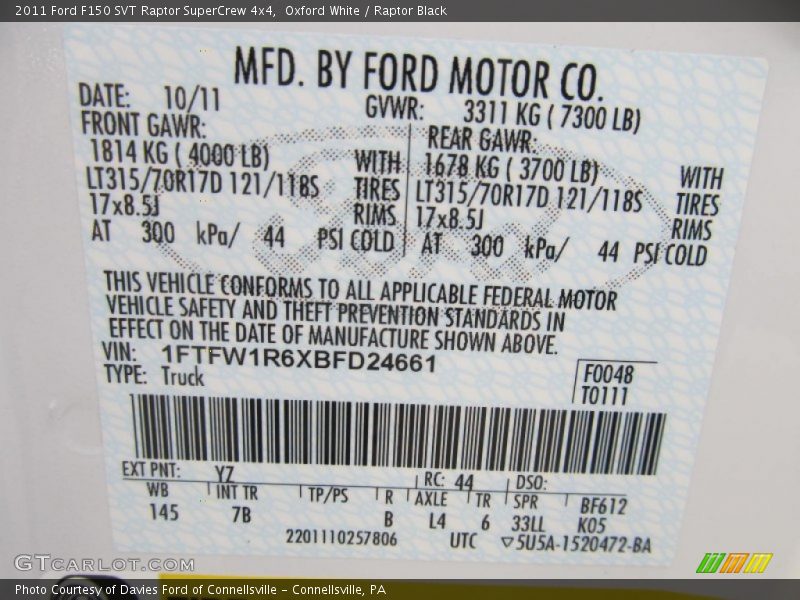 2011 Ford F150 SVT Raptor SuperCrew 4x4, Oxford White / Raptor Black
MFD. BY FORD MOTOR CO.
DATE: 10/11 GVWR: 3311 KG ( 7300 LB)
FRONT GAWR: REAR GAWR:
1814 KG ( 4000 LB) WITH 1678 KG ( 3700 LB) WITH
LT315/70R17D 121/118S TIRES LT315/70R17D 121/118S TIRES
17x8.5J RIMS 17x8.5J RIMS
AT 300 kPa/ 44 PSI COLD AT 300 kPa/ 44 PSI COLD
THIS VEHICLE CONFORMS TO ALL APPLICABLE FEDERAL MOTOR
VEHICLE SAFETY AND THEFT PREVENTION STANDARDS IN
EFFECT ON THE DATE OF MANUFACTURE SHOWN ABOVE.
VIN: 1FTFW1R6XBFD24661
TYPE: Truck
F0048
T0111
EXT PNT: YZ RC: 44 DSO:
WB INT TR TP/PS R AXLE TR SPR BF612
145 7B B L4 6 33LL K05
2201110257806 UTC ▽5U5A-1520472-BA
GTCarLot.com
Photo Courtesy of Davies Ford of Connellsville – Connellsville, PA